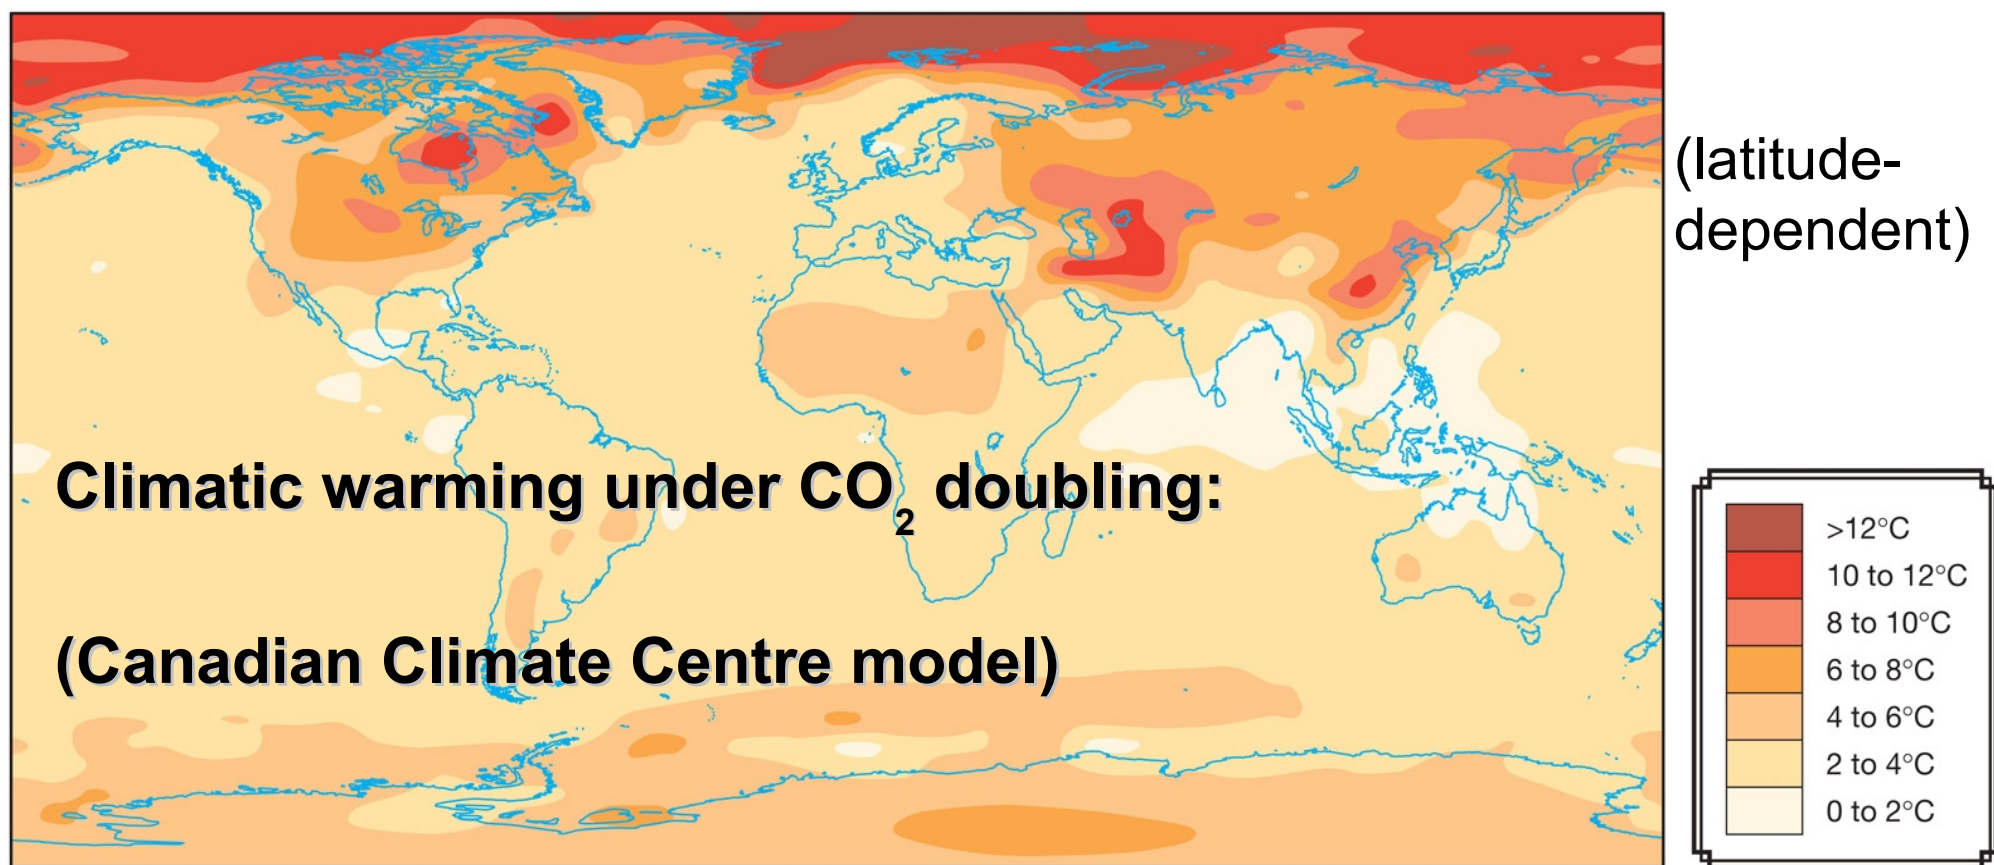 (latitude-
dependent)
Climatic warming under CO₂ doubling:
(Canadian Climate Centre model)
>12°C
10 to 12°C
8 to 10°C
6 to 8°C
4 to 6°C
2 to 4°C
0 to 2°C